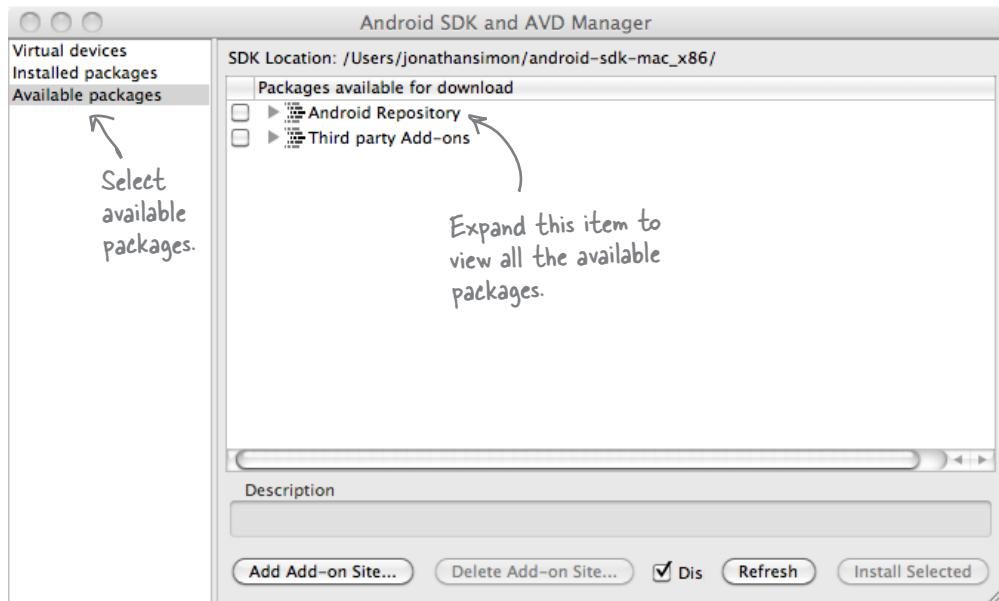 Android SDK and AVD Manager
Virtual devices
Installed packages
Available packages
SDK Location: /Users/jonathansimon/android-sdk-mac_x86/
Packages available for download
Android Repository
Third party Add-ons
Select
available
packages.
Expand this item to
view all the available
packages.
Description
Add Add-on Site...
Delete Add-on Site...
Dis
Refresh
Install Selected